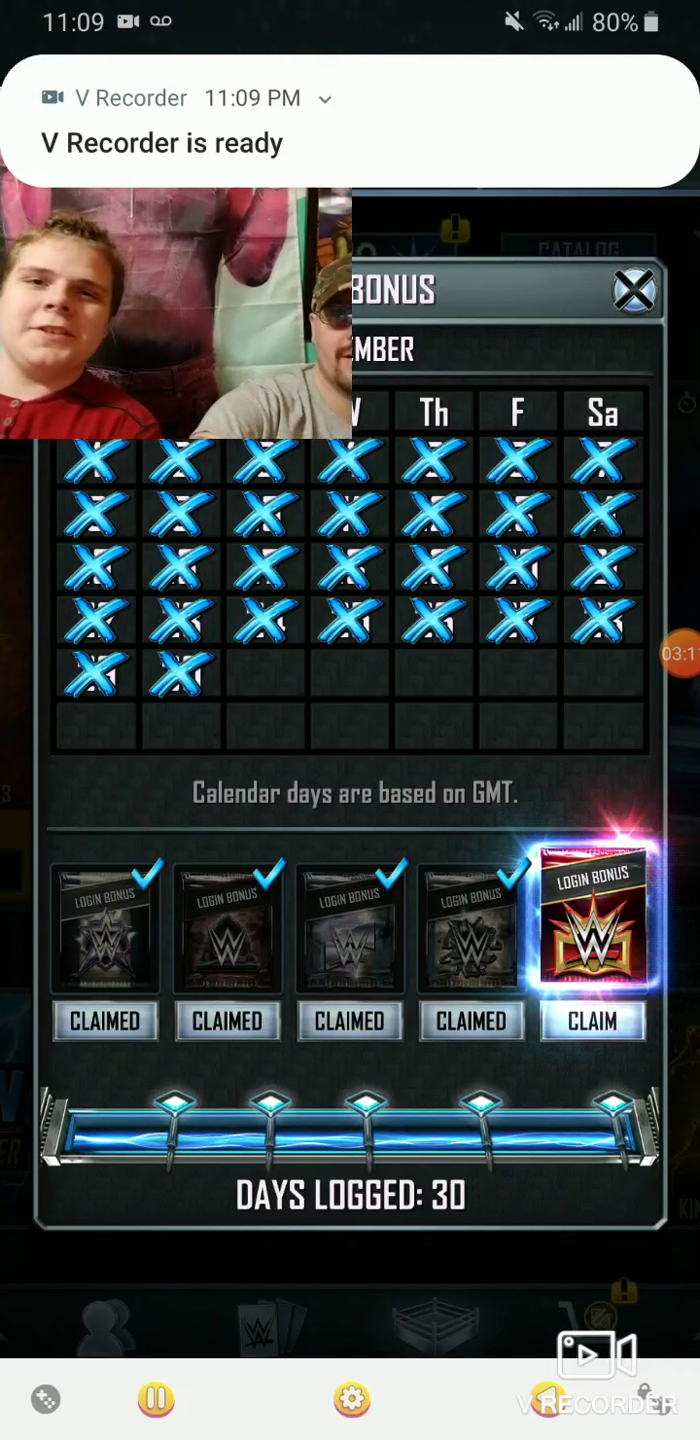 11:09 80%
V Recorder 11:09 PM
V Recorder is ready
CATALOG
BONUS
EMBER
Th F Sa
Calendar days are based on GMT.
LOGIN BONUS LOGIN BONUS LOGIN BONUS LOGIN BONUS LOGIN BONUS
CLAIMED CLAIMED CLAIMED CLAIMED CLAIM
DAYS LOGGED: 30
V RECORDER